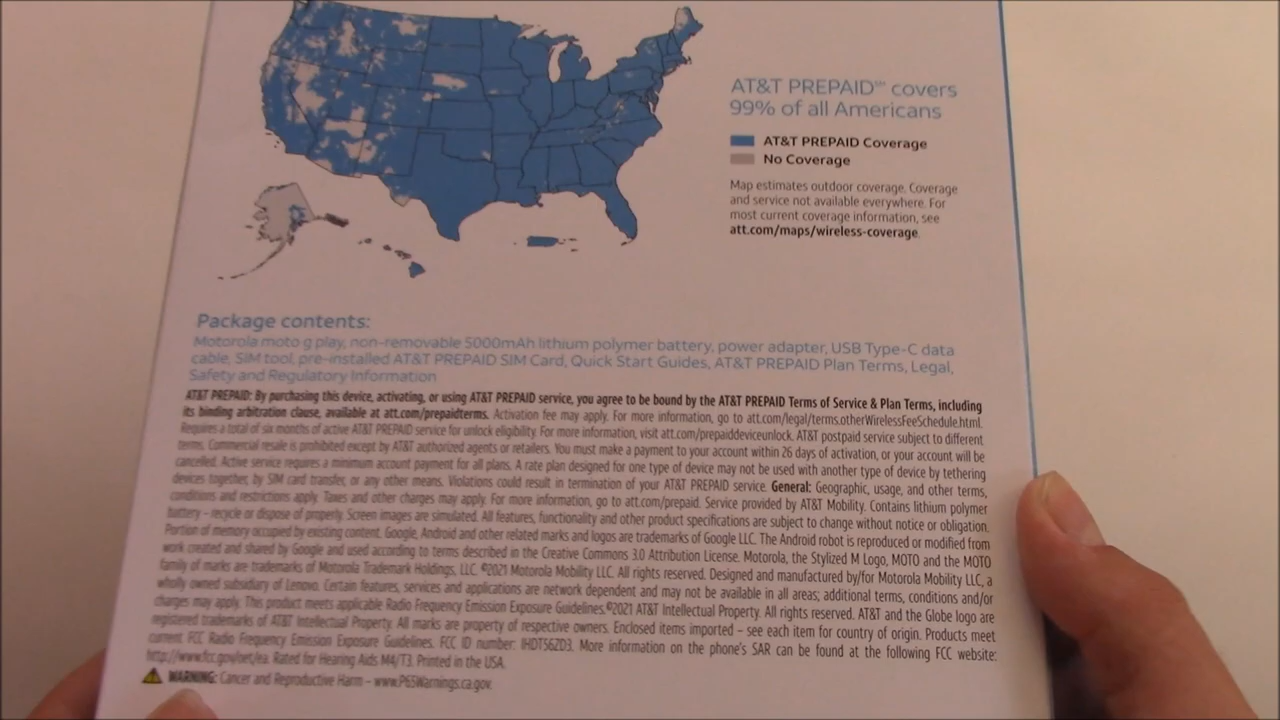 AT&T PREPAID℠ covers
99% of all Americans
AT&T PREPAID Coverage
No Coverage
Map estimates outdoor coverage. Coverage
and service not available everywhere. For
most current coverage information, see
att.com/maps/wireless-coverage.
Package contents:
Motorola moto g play, non-removable 5000mAh lithium polymer battery, power adapter, USB Type-C data
cable, SIM tool, pre-installed AT&T PREPAID SIM Card, Quick Start Guides, AT&T PREPAID Plan Terms, Legal,
Safety and Regulatory Information
AT&T PREPAID: By purchasing this device, activating, or using AT&T PREPAID service, you agree to be bound by the AT&T PREPAID Terms of Service & Plan Terms, including
its binding arbitration clause, available at att.com/prepaidterms. Activation fee may apply. For more information, go to att.com/legal/terms.otherWirelessFeeSchedule.html.
Requires a total of six months of active AT&T PREPAID service for unlock eligibility. For more information, visit att.com/prepaiddeviceunlock. AT&T postpaid service subject to different
terms. Commercial resale is prohibited except by AT&T authorized agents or retailers. You must make a payment to your account within 26 days of activation, or your account will be
cancelled. Active service requires a minimum account payment for all plans. A rate plan designed for one type of device may not be used with another type of device by tethering
devices together, by SIM card transfer, or any other means. Violations could result in termination of your AT&T PREPAID service. General: Geographic, usage, and other terms,
conditions and restrictions apply. Taxes and other charges may apply. For more information, go to att.com/prepaid. Service provided by AT&T Mobility. Contains lithium polymer
battery – recycle or dispose of properly. Screen images are simulated. All features, functionality and other product specifications are subject to change without notice or obligation.
Portion of memory occupied by existing content. Google, Android and other related marks and logos are trademarks of Google LLC. The Android robot is reproduced or modified from
work created and shared by Google and used according to terms described in the Creative Commons 3.0 Attribution License. Motorola, the Stylized M Logo, MOTO and the MOTO
family of marks are trademarks of Motorola Trademark Holdings, LLC. ©2021 Motorola Mobility LLC. All rights reserved. Designed and manufactured by/for Motorola Mobility LLC, a
wholly owned subsidiary of Lenovo. Certain features, services and applications are network dependent and may not be available in all areas; additional terms, conditions and/or
charges may apply. This product meets applicable Radio Frequency Emission Exposure Guidelines.©2021 AT&T Intellectual Property. All rights reserved. AT&T and the Globe logo are
registered trademarks of AT&T Intellectual Property. All marks are property of respective owners. Enclosed items imported – see each item for country of origin. Products meet
current FCC Radio Frequency Emission Exposure Guidelines. FCC ID number: IHDT56ZD3. More information on the phone's SAR can be found at the following FCC website:
http://www.fcc.gov/net/ea. Rated for Hearing Aids M4/T3. Printed in the USA.
WARNING: Cancer and Reproductive Harm – www.P65Warnings.ca.gov.